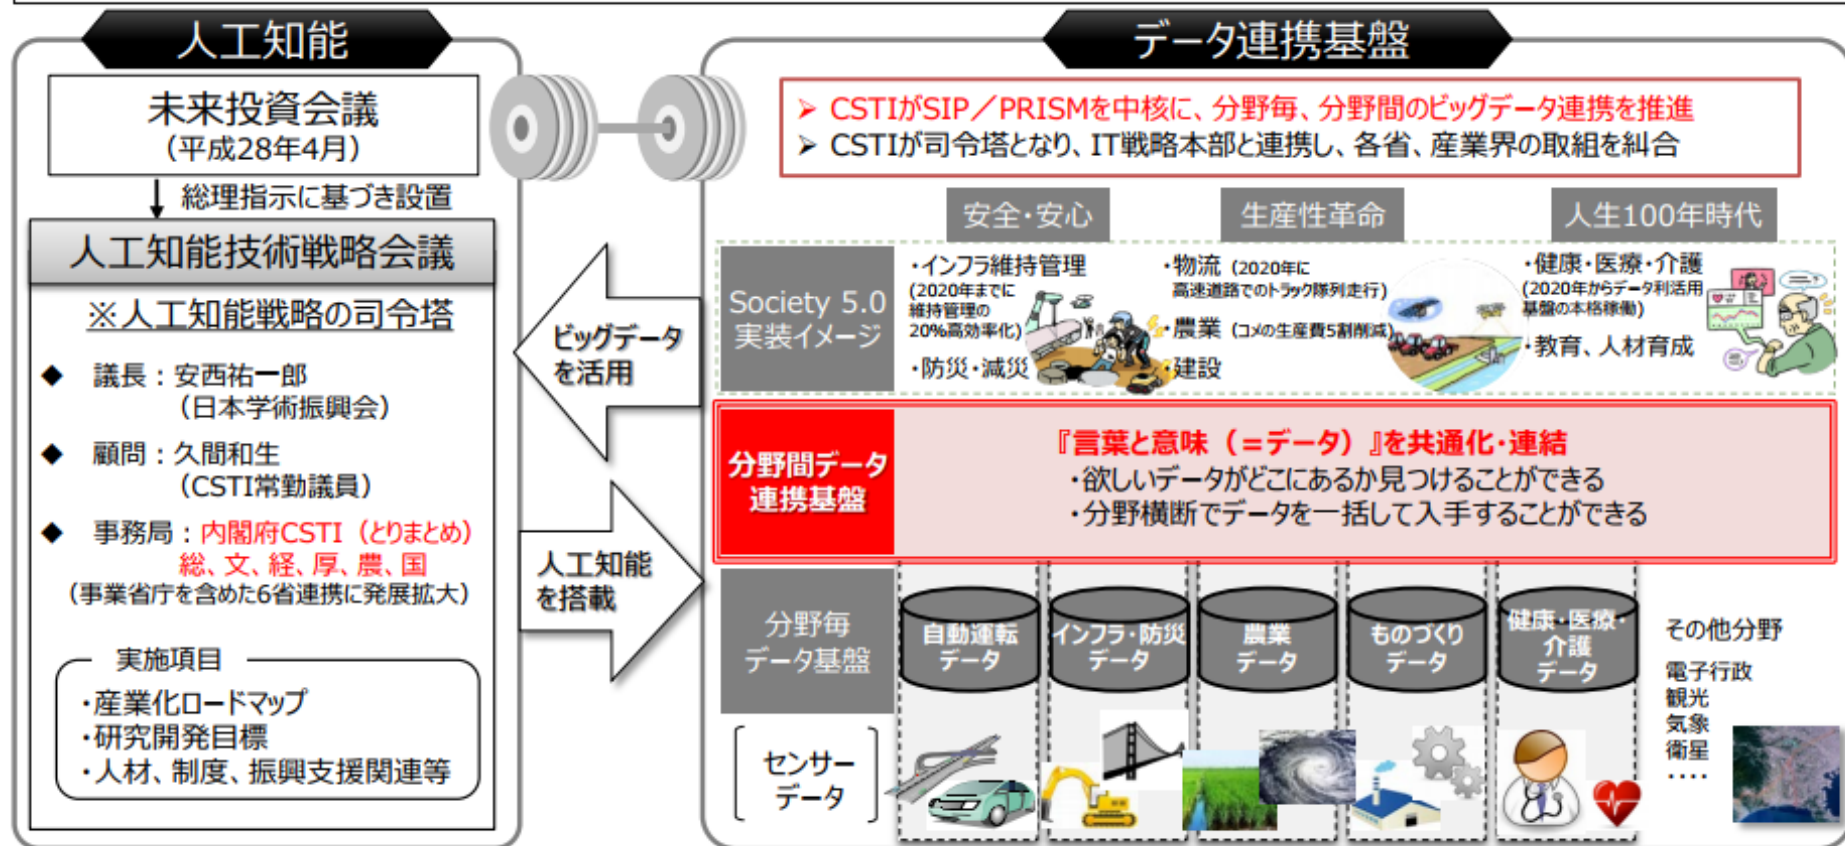 人工知能
未来投資会議
（平成28年4月）
総理指示に基づき設置
人工知能技術戦略会議
※人工知能戦略の司令塔
◆ 議長：安西祐一郎
（日本学術振興会）
◆ 顧問：久間和生
（CSTI常勤議員）
◆ 事務局：内閣府CSTI（とりまとめ）
総、文、経、厚、農、国
（事業省庁を含めた6省連携に発展拡大）
実施項目
・産業化ロードマップ
・研究開発目標
・人材、制度、振興支援関連等
ビッグデータ
を活用
人工知能
を搭載
データ連携基盤
➢ CSTIがSIP／PRISMを中核に、分野毎、分野間のビッグデータ連携を推進
➢ CSTIが司令塔となり、IT戦略本部と連携し、各省、産業界の取組を糾合
安全・安心
生産性革命
人生100年時代
Society 5.0
実装イメージ
・インフラ維持管理
(2020年までに
維持管理の
20%高効率化)
・防災・減災
・物流（2020年に
高速道路でのトラック隊列走行)
・農業（コメの生産費5割削減)
・建設
・健康・医療・介護
(2020年からデータ利活用
基盤の本格稼働)
・教育、人材育成
分野間データ
連携基盤
『言葉と意味（＝データ）』を共通化・連結
・欲しいデータがどこにあるか見つけることができる
・分野横断でデータを一括して入手することができる
分野毎
データ基盤
自動運転
データ
インフラ・防災
データ
農業
データ
ものづくり
データ
健康・医療・
介護
データ
その他分野
電子行政
観光
気象
衛星
‥‥
センサー
データ